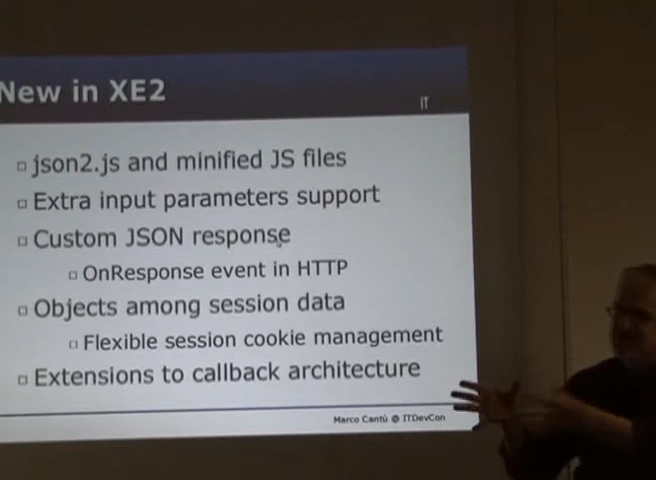 New in XE2
IT
json2.js and minified JS files
Extra input parameters support
Custom JSON response
OnResponse event in HTTP
Objects among session data
Flexible session cookie management
Extensions to callback architecture
Marco Cantù @ ITDevCon